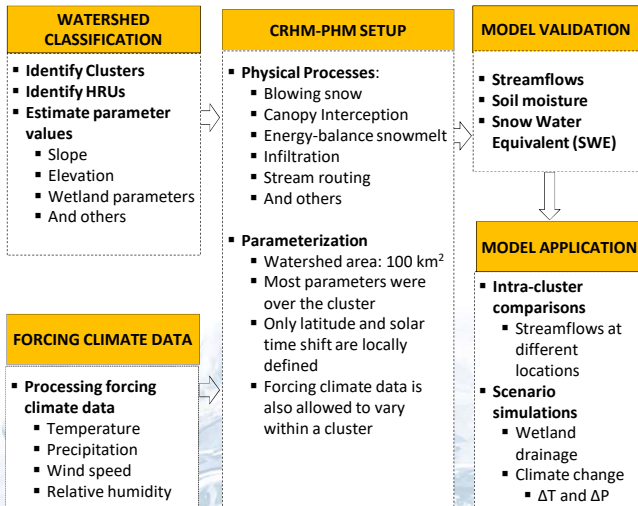 WATERSHED
CLASSIFICATION
▪ Identify Clusters
▪ Identify HRUs
▪ Estimate parameter
values
▪ Slope
▪ Elevation
▪ Wetland parameters
▪ And others
FORCING CLIMATE DATA
▪ Processing forcing
climate data
▪ Temperature
▪ Precipitation
▪ Wind speed
▪ Relative humidity
CRHM-PHM SETUP
▪ Physical Processes:
▪ Blowing snow
▪ Canopy Interception
▪ Energy-balance snowmelt
▪ Infiltration
▪ Stream routing
▪ And others
▪ Parameterization
▪ Watershed area: 100 km²
▪ Most parameters were
over the cluster
▪ Only latitude and solar
time shift are locally
defined
▪ Forcing climate data is
also allowed to vary
within a cluster
MODEL VALIDATION
▪ Streamflows
▪ Soil moisture
▪ Snow Water
Equivalent (SWE)
MODEL APPLICATION
▪ Intra-cluster
comparisons
▪ Streamflows at
different
locations
▪ Scenario
simulations
▪ Wetland
drainage
▪ Climate change
▪ ΔT and ΔP